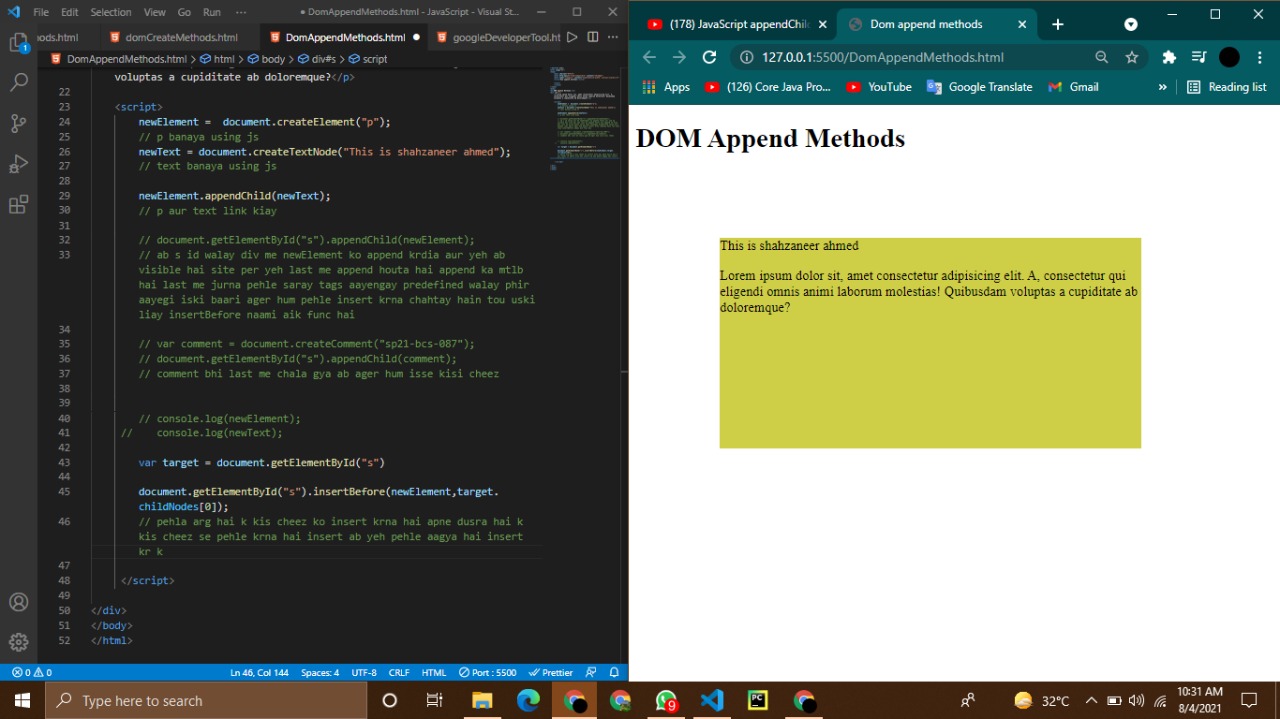 File Edit Selection View Go Run ··· DomAppendMethods.html - JavaScript - Visual St...
ods.html domCreateMethods.html DomAppendMethods.html googleDeveloperTool.ht
DomAppendMethods.html > html > body > div#s > script
voluptas a cupiditate ab doloremque?</p>
22
23 <script>
24 newElement =  document.createElement("p");
25 // p banaya using js
26 newText = document.createTextNode("This is shahzaneer ahmed");
27 // text banaya using js
28
29 newElement.appendChild(newText);
30 // p aur text link kiay
31
32 // document.getElementById("s").appendChild(newElement);
33 // ab s id walay div me newElement ko append krdia aur yeh ab
visible hai site per yeh last me append houta hai append ka mtlb
hai last me jurna pehle saray tags aayengay predefined walay phir
aayegi iski baari ager hum pehle insert krna chahtay hain tou uski
liay insertBefore naami aik func hai
34
35 // var comment = document.createComment("sp21-bcs-087");
36 // document.getElementById("s").appendChild(comment);
37 // comment bhi last me chala gya ab ager hum isse kisi cheez
38
39
40 // console.log(newElement);
41 //    console.log(newText);
42
43 var target = document.getElementById("s")
44
45 document.getElementById("s").insertBefore(newElement,target.
childNodes[0]);
46 // pehla arg hai k kis cheez ko insert krna hai apne dusra hai k
kis cheez se pehle krna hai insert ab yeh pehle aagya hai insert
kr k
47
48 </script>
49
50 </div>
51 </body>
52 </html>
1
0 0 Ln 46, Col 144 Spaces: 4 UTF-8 CRLF HTML Port : 5500 Prettier
(178) JavaScript appendChil Dom append methods
127.0.0.1:5500/DomAppendMethods.html
Apps (126) Core Java Pro... YouTube Google Translate Gmail » Reading list
DOM Append Methods
This is shahzaneer ahmed
Lorem ipsum dolor sit, amet consectetur adipisicing elit. A, consectetur qui
eligendi omnis animi laborum molestias! Quibusdam voluptas a cupiditate ab
doloremque?
Type here to search 9 PC 32°C 10:31 AM
8/4/2021